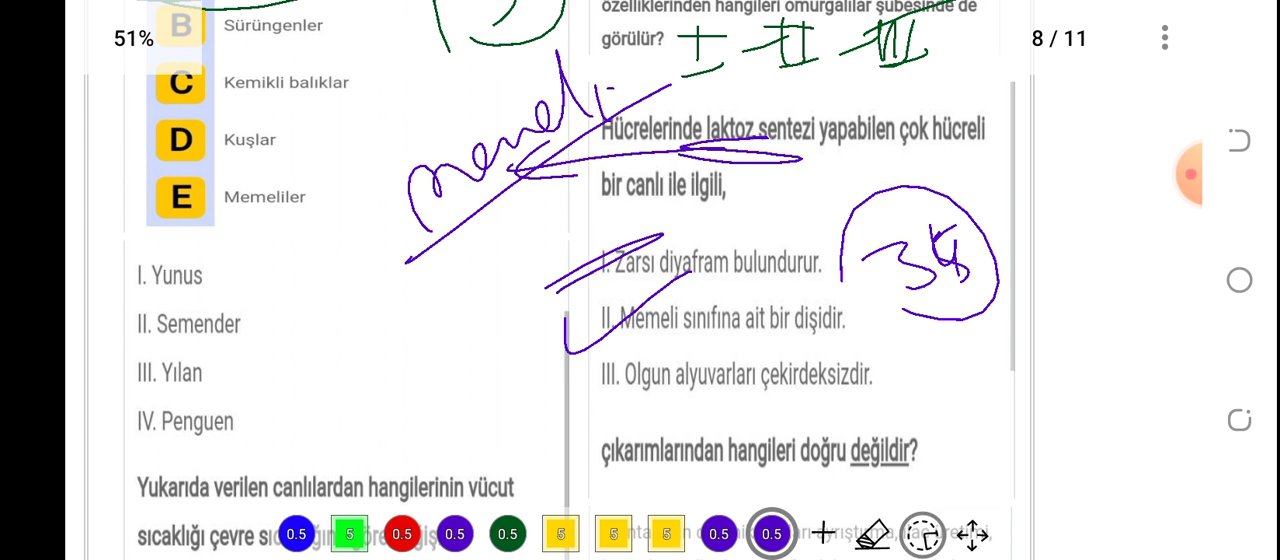 51%
8 / 11
B Sürüngenler
C Kemikli balıklar
D Kuşlar
E Memeliler
I. Yunus
II. Semender
III. Yılan
IV. Penguen
Yukarıda verilen canlılardan hangilerinin vücut
sıcaklığı çevre
özelliklerinden hangileri omurgalılar şubesinde de
görülür? I II III
memeli
Hücrelerinde laktoz sentezi yapabilen çok hücreli
bir canlı ile ilgili,
I. Zarsı diyafram bulundurur.
II. Memeli sınıfına ait bir dişidir.
III. Olgun alyuvarları çekirdeksizdir.
çıkarımlarından hangileri doğru değildir?
0.5 5 0.5 0.5 0.5 5 5 5 0.5 0.5